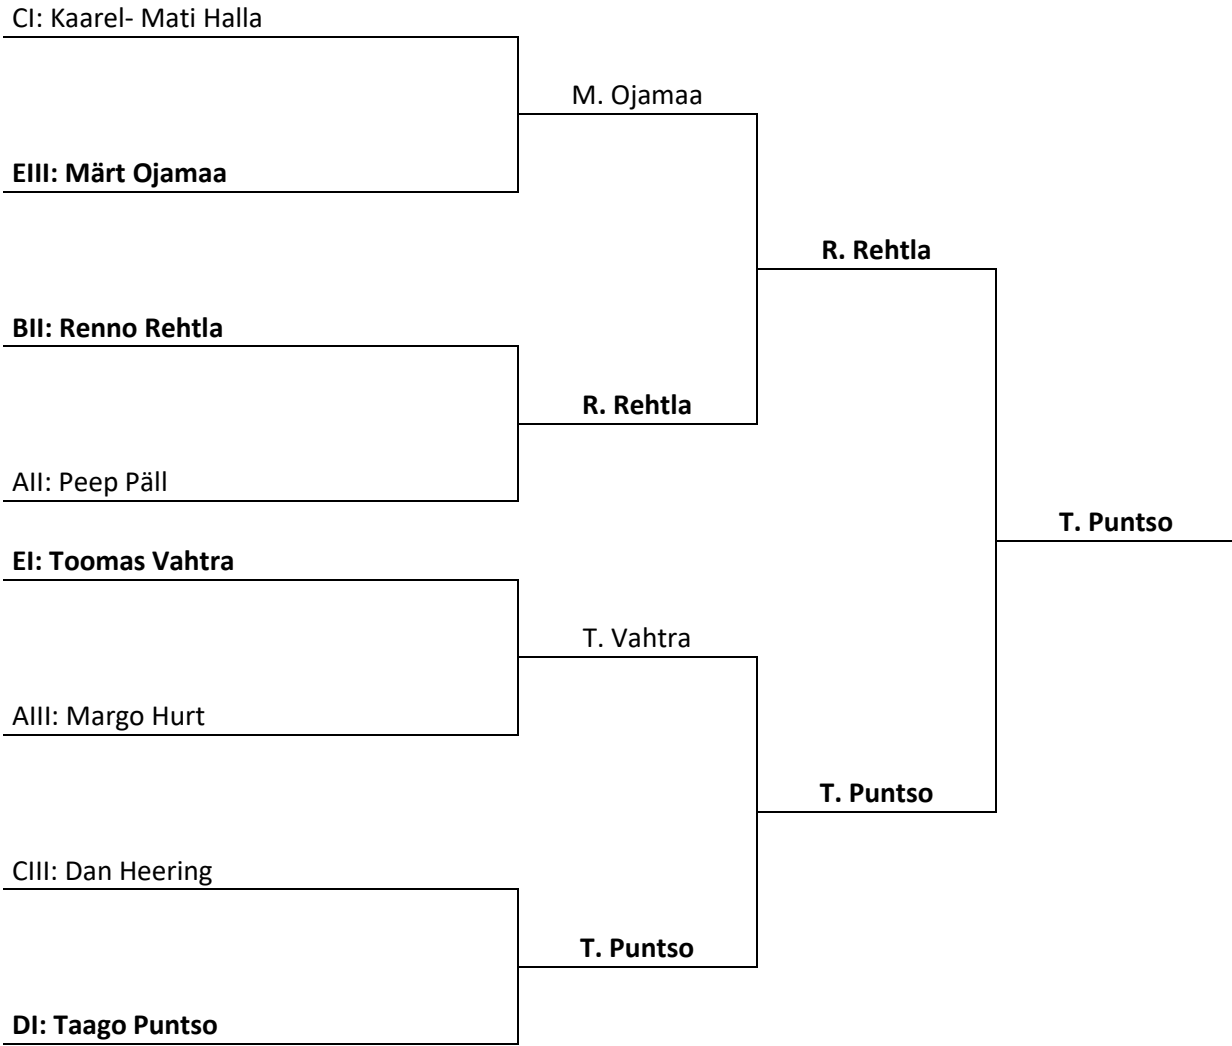 CI: Kaarel- Mati Halla
M. Ojamaa
EIII: Märt Ojamaa
R. Rehtla
BII: Renno Rehtla
R. Rehtla
AII: Peep Päll
T. Puntso
EI: Toomas Vahtra
T. Vahtra
AIII: Margo Hurt
T. Puntso
CIII: Dan Heering
T. Puntso
DI: Taago Puntso